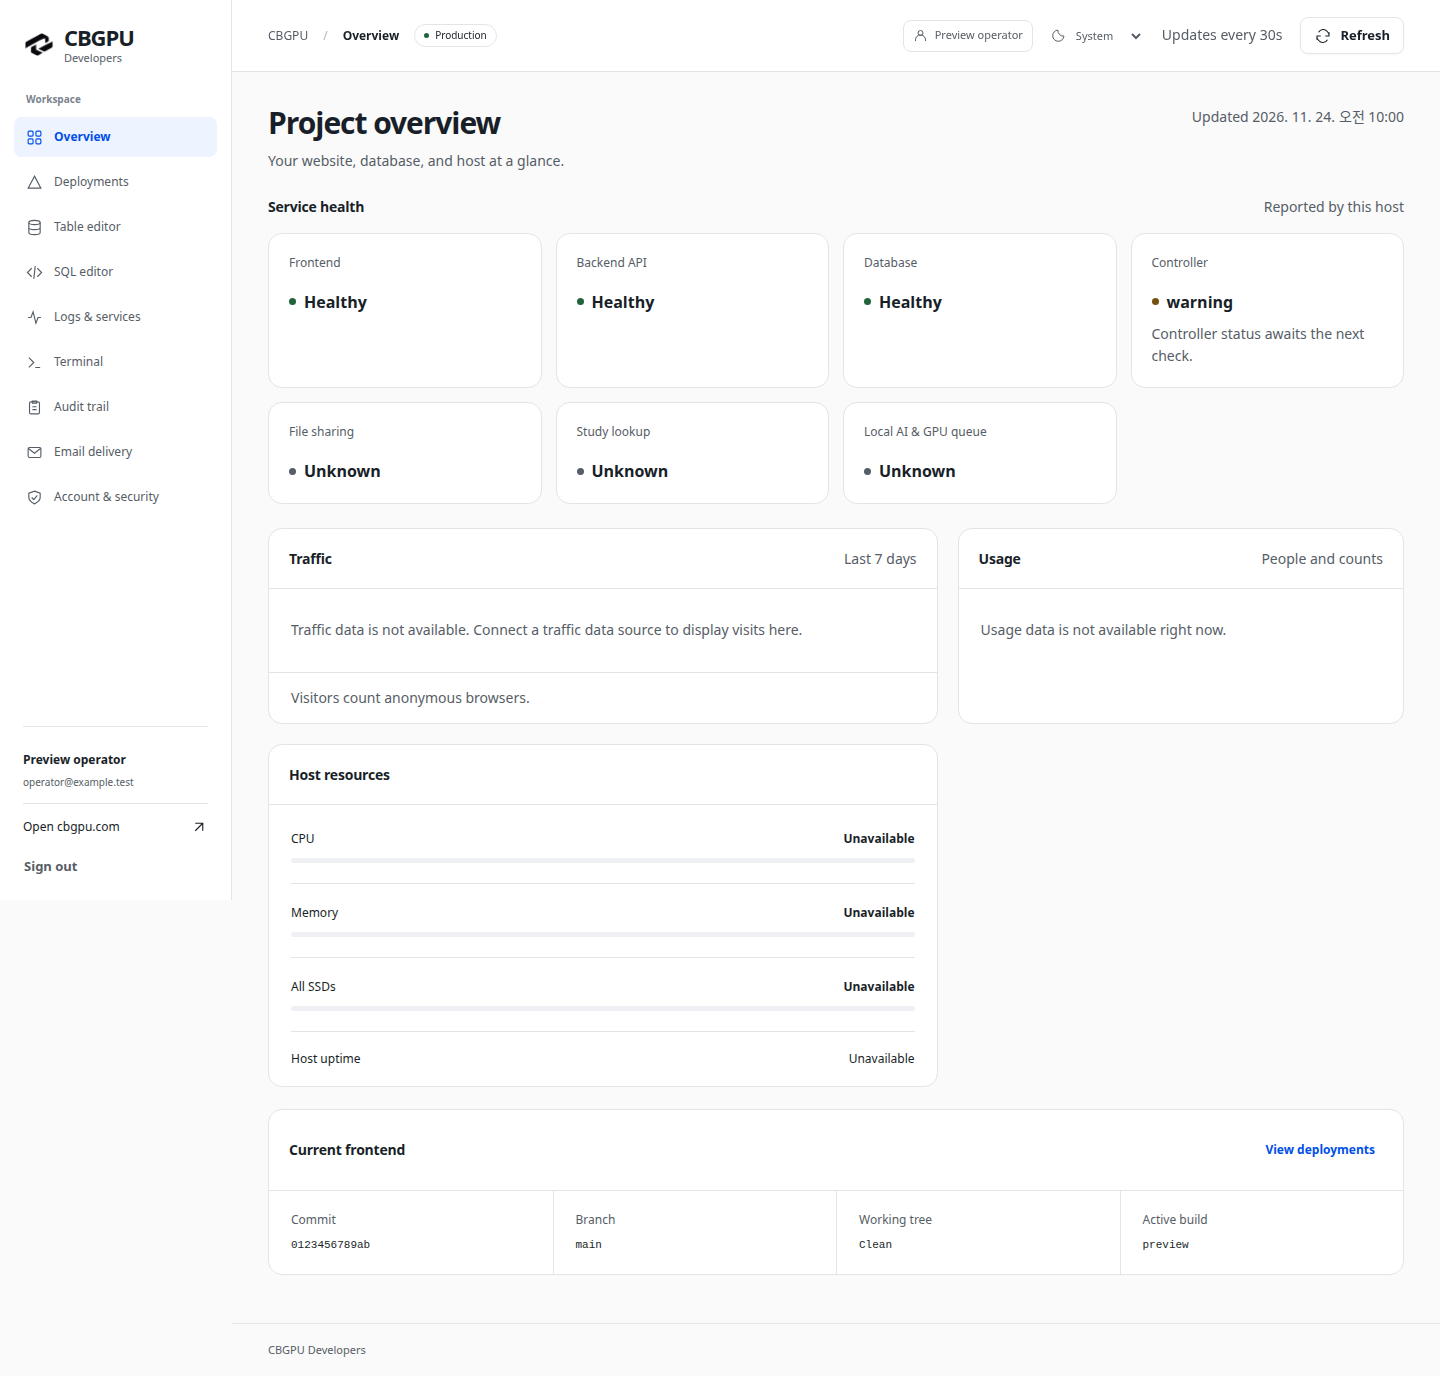 CBGPU
Developers
Workspace
Overview
Deployments
Table editor
SQL editor
Logs & services
Terminal
Audit trail
Email delivery
Account & security
Preview operator
operator@example.test
Open cbgpu.com
Sign out
CBGPU / Overview Production
Preview operator System Updates every 30s Refresh
Project overview
Updated 2026. 11. 24. 오전 10:00
Your website, database, and host at a glance.
Service health
Reported by this host
Frontend
Healthy
Backend API
Healthy
Database
Healthy
Controller
warning
Controller status awaits the next
check.
File sharing
Unknown
Study lookup
Unknown
Local AI & GPU queue
Unknown
Traffic
Last 7 days
Traffic data is not available. Connect a traffic data source to display visits here.
Visitors count anonymous browsers.
Usage
People and counts
Usage data is not available right now.
Host resources
CPU Unavailable
Memory Unavailable
All SSDs Unavailable
Host uptime Unavailable
Current frontend
View deployments
Commit
0123456789ab
Branch
main
Working tree
Clean
Active build
preview
CBGPU Developers